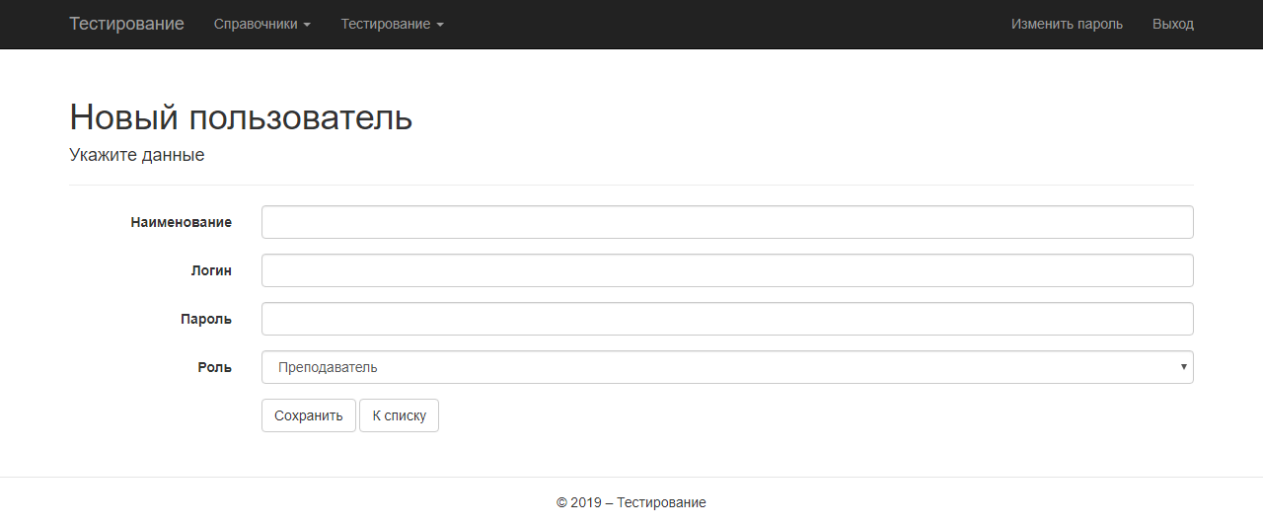 Тестирование Справочники Тестирование Изменить пароль Выход
Новый пользователь
Укажите данные
Наименование
Логин
Пароль
Роль Преподаватель
Сохранить К списку
© 2019 – Тестирование